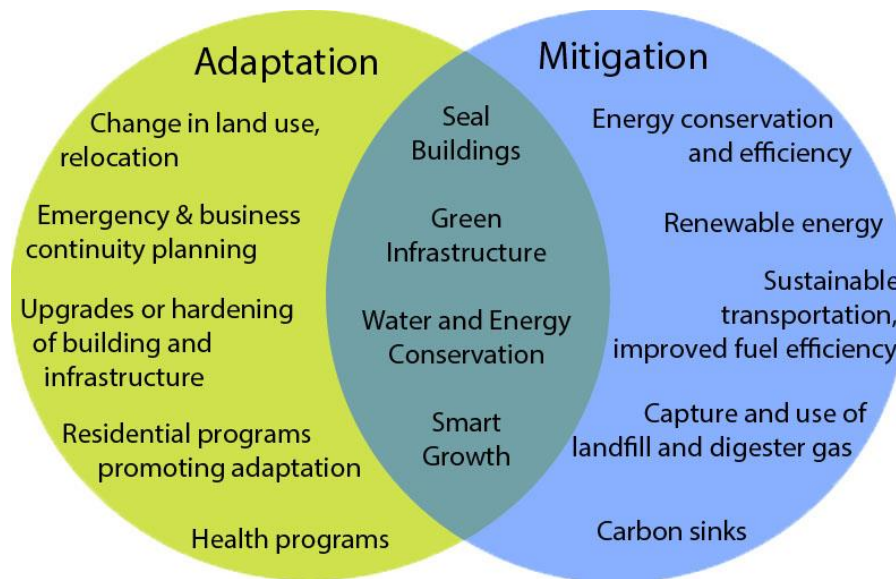 Adaptation
Change in land use,
relocation
Emergency & business
continuity planning
Upgrades or hardening
of building and
infrastructure
Residential programs
promoting adaptation
Health programs
Seal
Buildings
Green
Infrastructure
Water and Energy
Conservation
Smart
Growth
Mitigation
Energy conservation
and efficiency
Renewable energy
Sustainable
transportation,
improved fuel efficiency
Capture and use of
landfill and digester gas
Carbon sinks